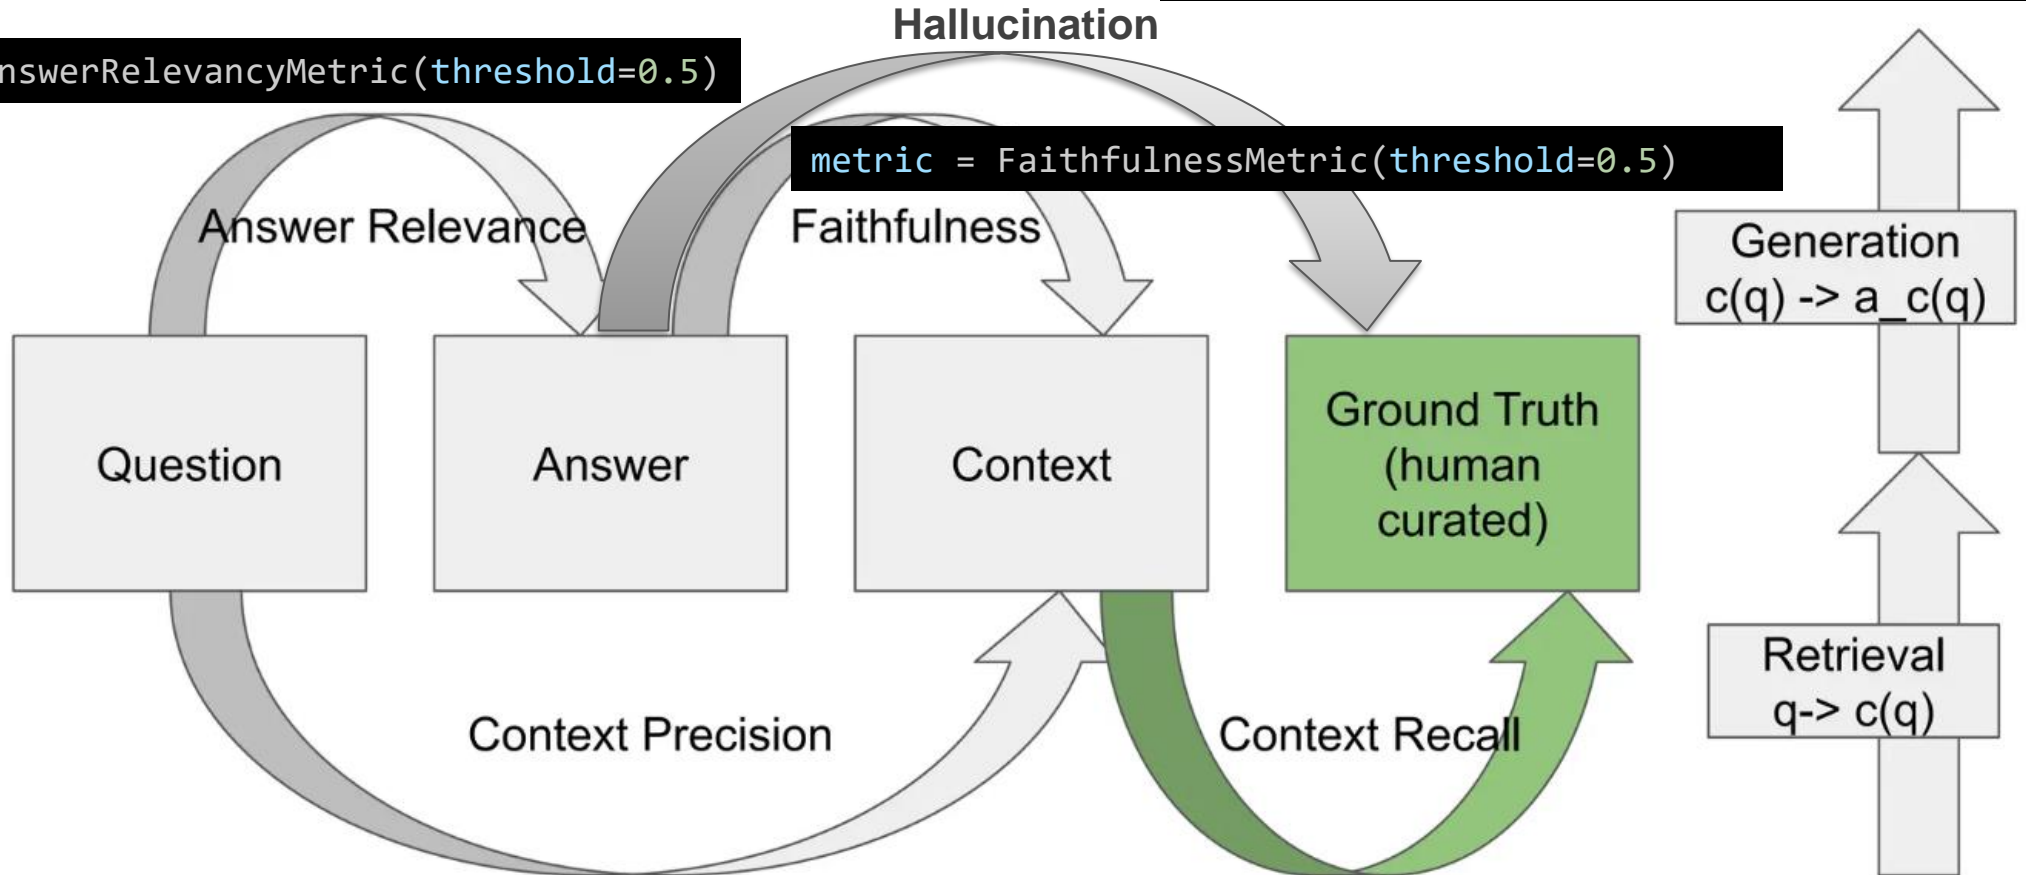 Hallucination
nswerRelevancyMetric(threshold=0.5)
metric = FaithfulnessMetric(threshold=0.5)
Answer Relevance
Faithfulness
Generation
c(q) -> a_c(q)
Question
Answer
Context
Ground Truth
(human
curated)
Retrieval
q-> c(q)
Context Precision
Context Recall